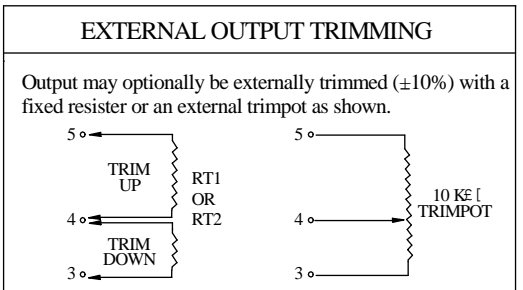 EXTERNAL OUTPUT TRIMMING
Output may optionally be externally trimmed (±10%) with a
fixed resister or an external trimpot as shown.
5
TRIM
UP
RT1
OR
RT2
4
TRIM
DOWN
3
5
10 K£[
TRIMPOT
4
3